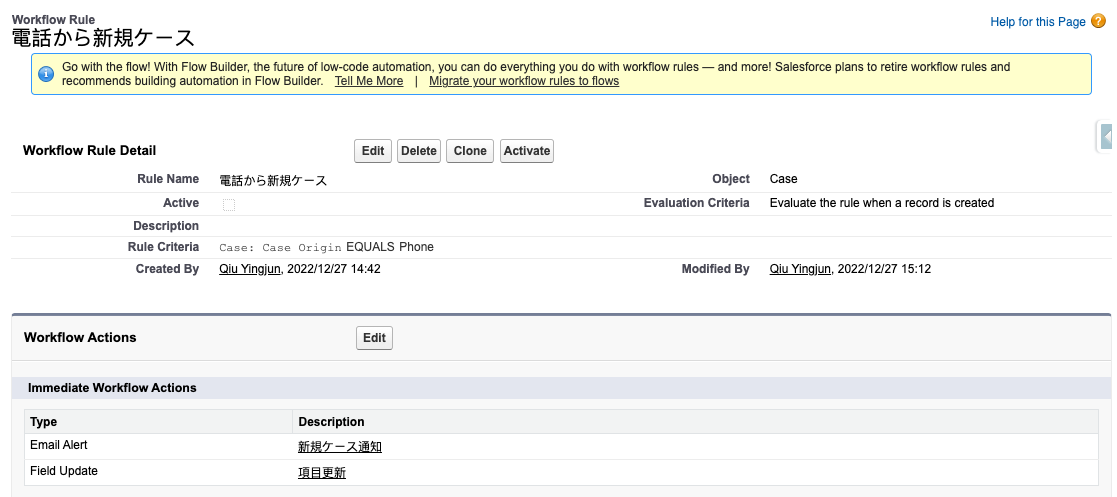 Workflow Rule
電話から新規ケース
Help for this Page ?
Go with the flow! With Flow Builder, the future of low-code automation, you can do everything you do with workflow rules — and more! Salesforce plans to retire workflow rules and
recommends building automation in Flow Builder. Tell Me More | Migrate your workflow rules to flows
Workflow Rule Detail
Edit Delete Clone Activate
Rule Name 電話から新規ケース Object Case
Active Evaluation Criteria Evaluate the rule when a record is created
Description
Rule Criteria Case: Case Origin EQUALS Phone
Created By Qiu Yingjun, 2022/12/27 14:42 Modified By Qiu Yingjun, 2022/12/27 15:12
Workflow Actions Edit
Immediate Workflow Actions
Type Description
Email Alert 新規ケース通知
Field Update 項目更新